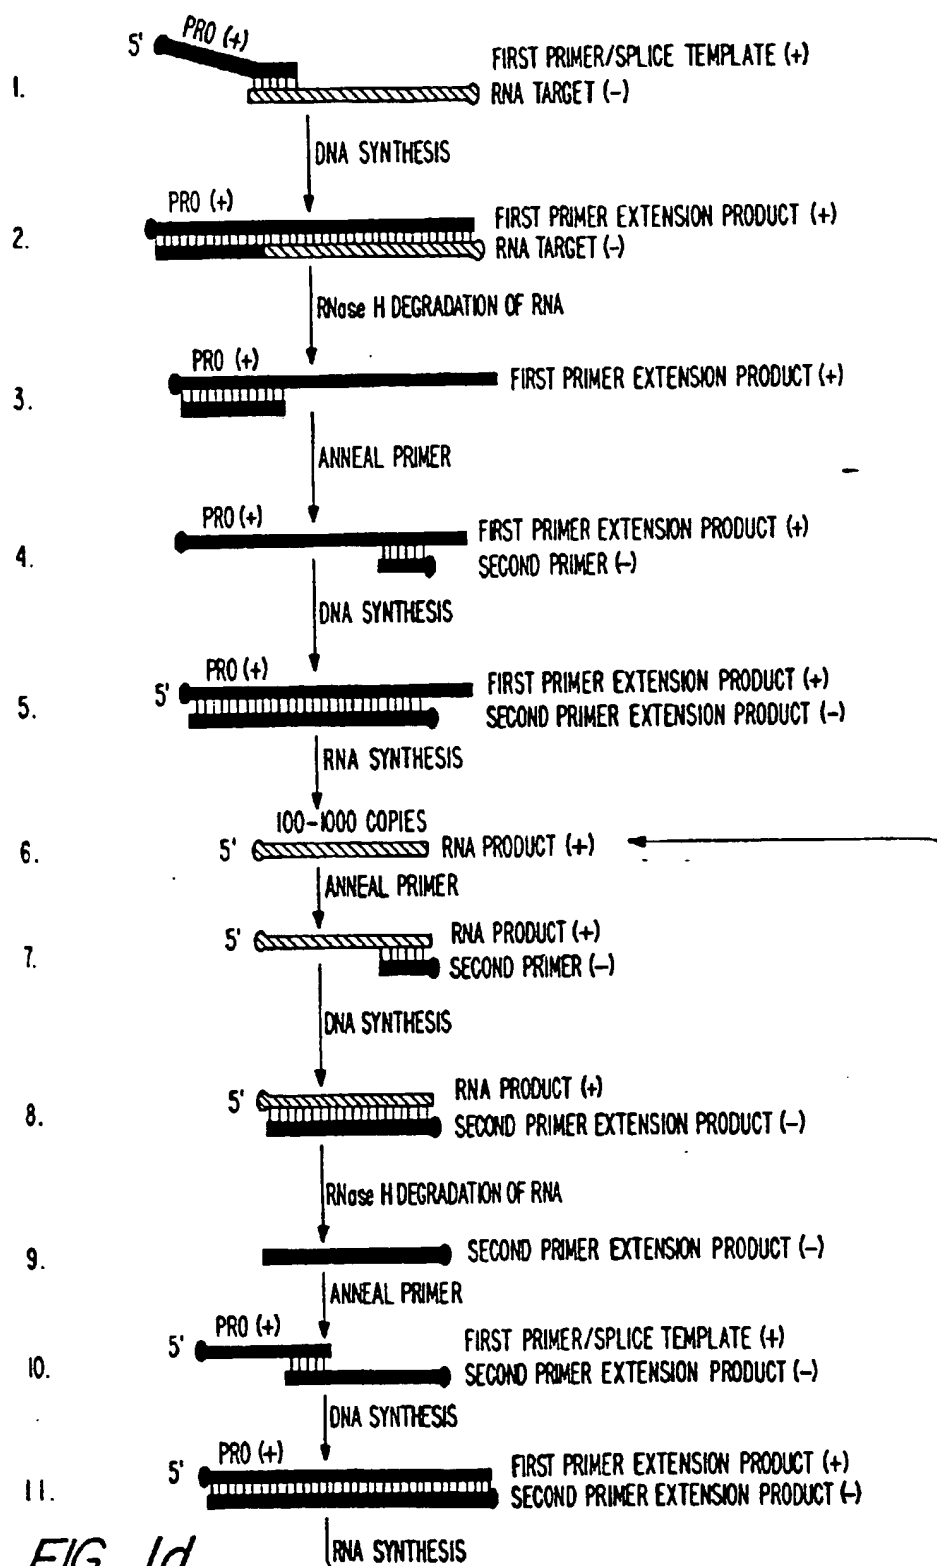 5' PRO (+)
FIRST PRIMER/SPLICE TEMPLATE (+)
1.
RNA TARGET (-)
DNA SYNTHESIS
PRO (+)
FIRST PRIMER EXTENSION PRODUCT (+)
2.
RNA TARGET (-)
RNase H DEGRADATION OF RNA
PRO (+)
FIRST PRIMER EXTENSION PRODUCT (+)
3.
ANNEAL PRIMER
PRO (+)
FIRST PRIMER EXTENSION PRODUCT (+)
4.
SECOND PRIMER (-)
DNA SYNTHESIS
PRO (+)
5'
FIRST PRIMER EXTENSION PRODUCT (+)
5.
SECOND PRIMER EXTENSION PRODUCT (-)
RNA SYNTHESIS
100-1000 COPIES
6.
5'
RNA PRODUCT (+)
ANNEAL PRIMER
5'
RNA PRODUCT (+)
7.
SECOND PRIMER (-)
DNA SYNTHESIS
5'
RNA PRODUCT (+)
8.
SECOND PRIMER EXTENSION PRODUCT (-)
RNase H DEGRADATION OF RNA
9.
SECOND PRIMER EXTENSION PRODUCT (-)
ANNEAL PRIMER
PRO (+)
5'
FIRST PRIMER/SPLICE TEMPLATE (+)
10.
SECOND PRIMER EXTENSION PRODUCT (-)
DNA SYNTHESIS
PRO (+)
5'
FIRST PRIMER EXTENSION PRODUCT (+)
11.
SECOND PRIMER EXTENSION PRODUCT (-)
RNA SYNTHESIS
FIG. 1d